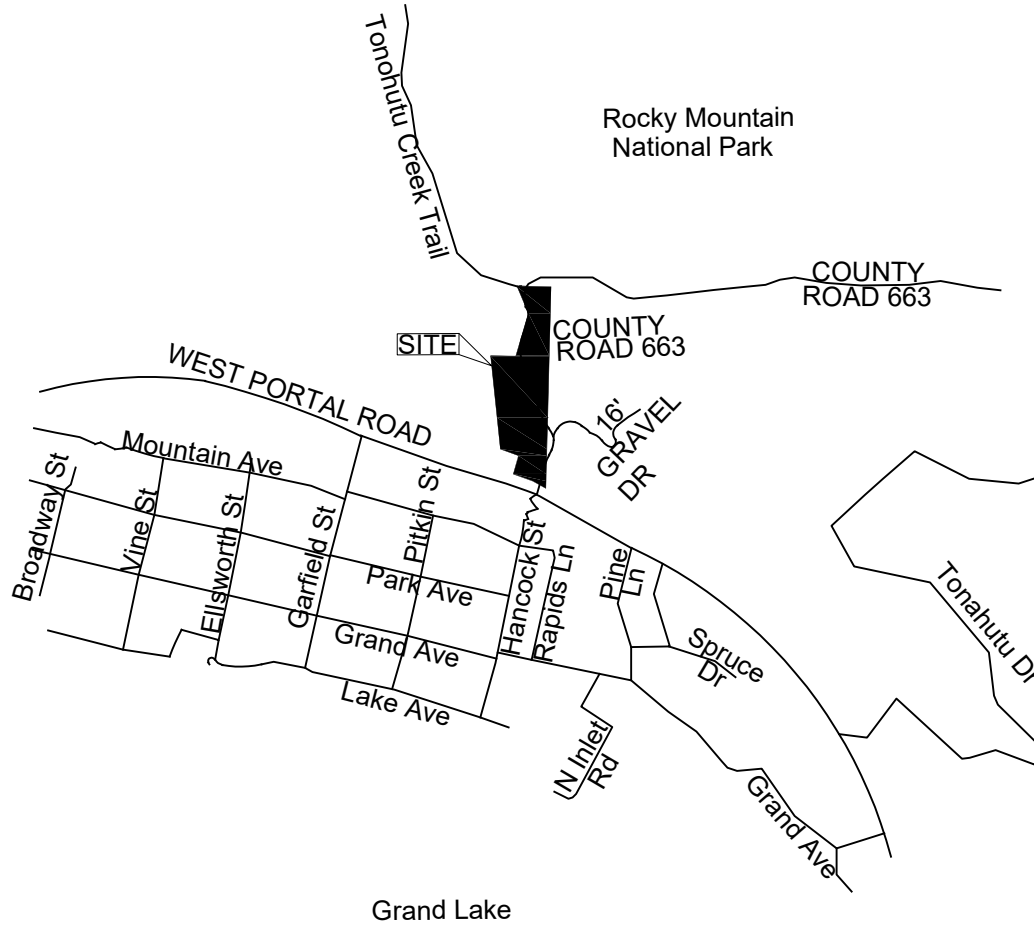 Tonohutu Creek Trail
Rocky Mountain
National Park
COUNTY
ROAD 663
SITE
COUNTY
ROAD 663
WEST PORTAL ROAD
16'
GRAVEL
DR
Mountain Ave
Broadway St
Vine St
Ellsworth St
Garfield St
Pitkin St
Hancock St
Rapids Ln
Pine
Ln
Park Ave
Grand Ave
Lake Ave
Spruce
Dr
Tonahutu Dr
N Inlet
Rd
Grand Ave
Grand Lake